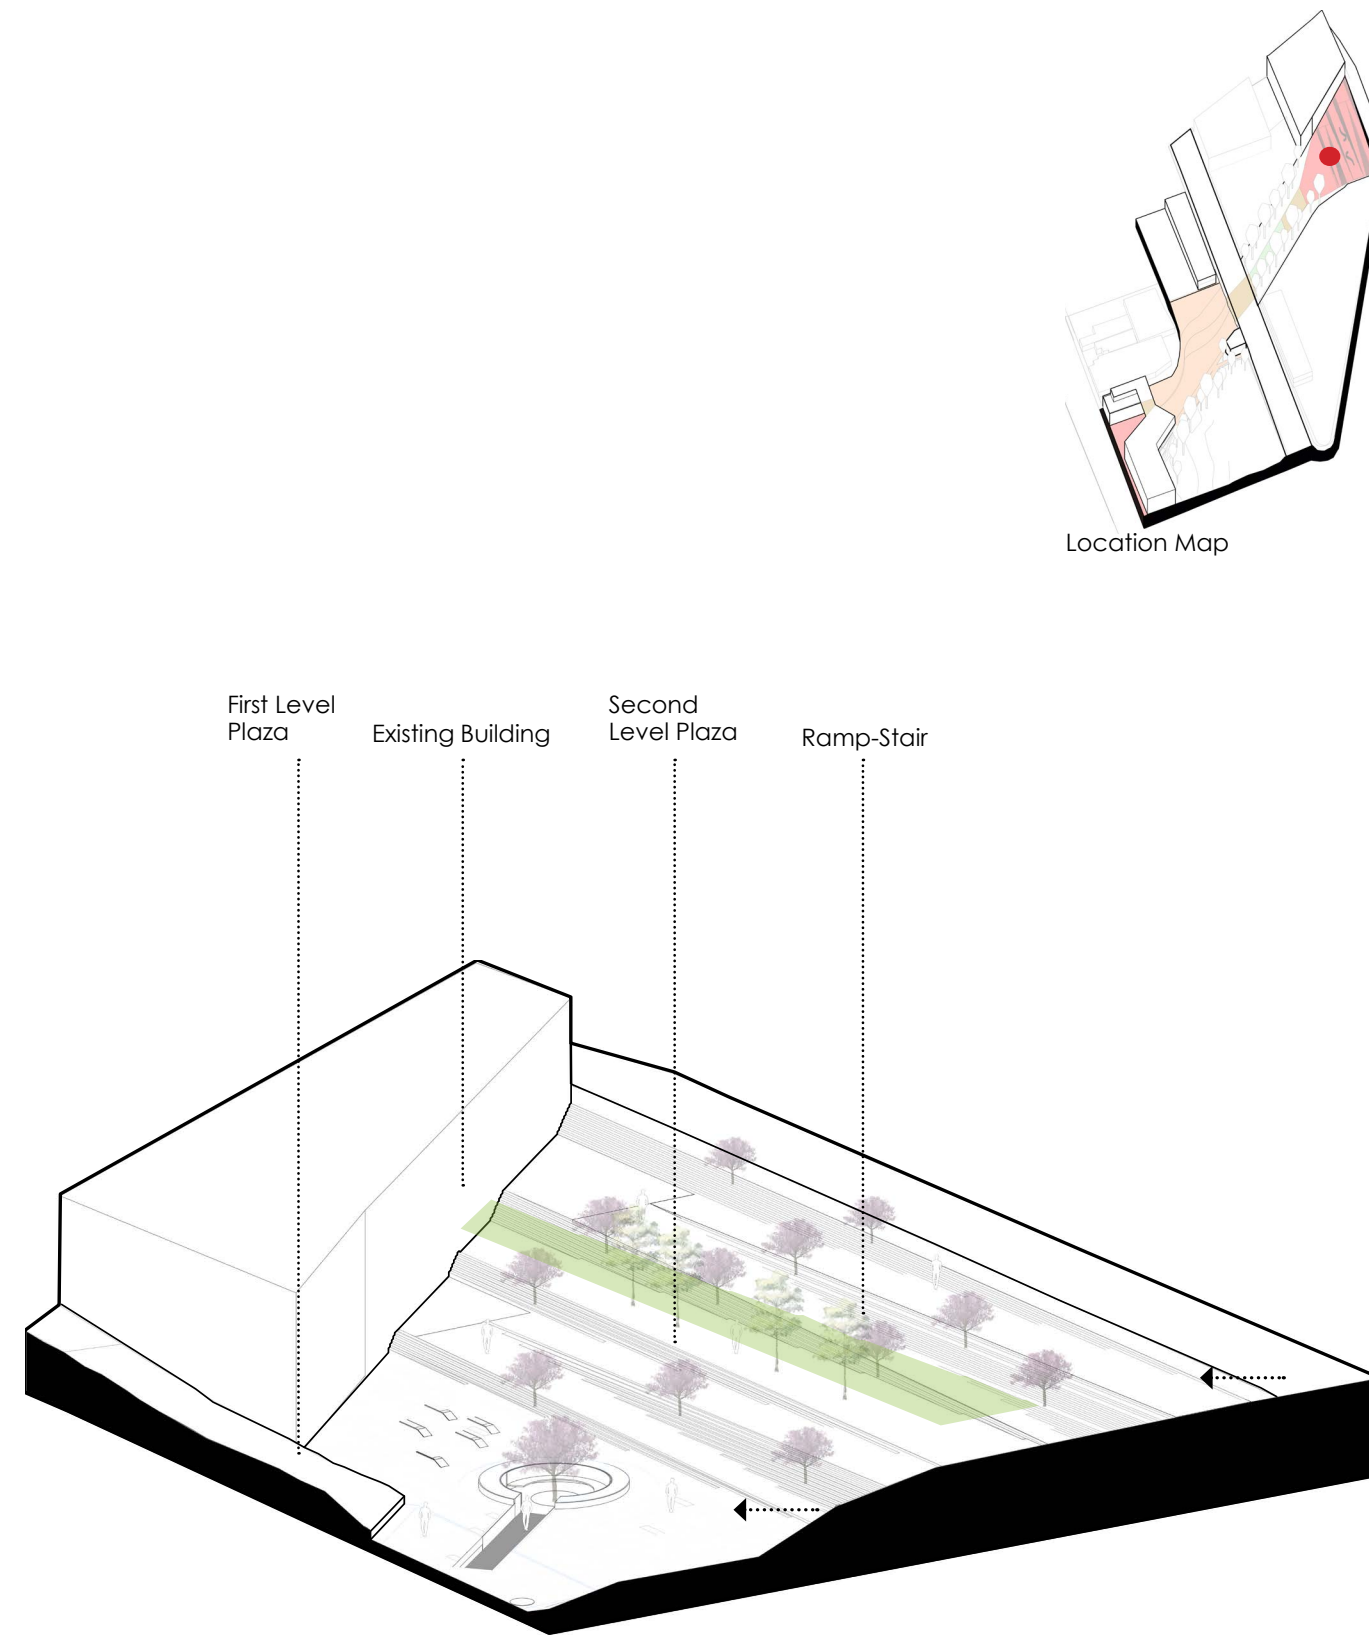 Location Map
First Level
Plaza
Existing Building
Second
Level Plaza
Ramp-Stair